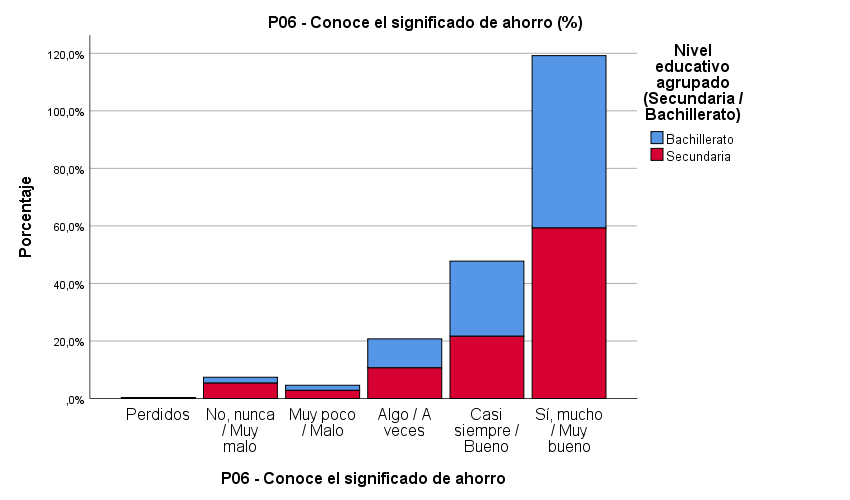 P06 - Conoce el significado de ahorro (%)
Nivel
educativo
agrupado
(Secundaria /
Bachillerato)
Bachillerato
Secundaria
Porcentaje
120,0%
100,0%
80,0%
60,0%
40,0%
20,0%
,0%
Perdidos
No, nunca
/ Muy
malo
Muy poco
/ Malo
Algo / A
veces
Casi
siempre /
Bueno
Sí, mucho
/ Muy
bueno
P06 - Conoce el significado de ahorro